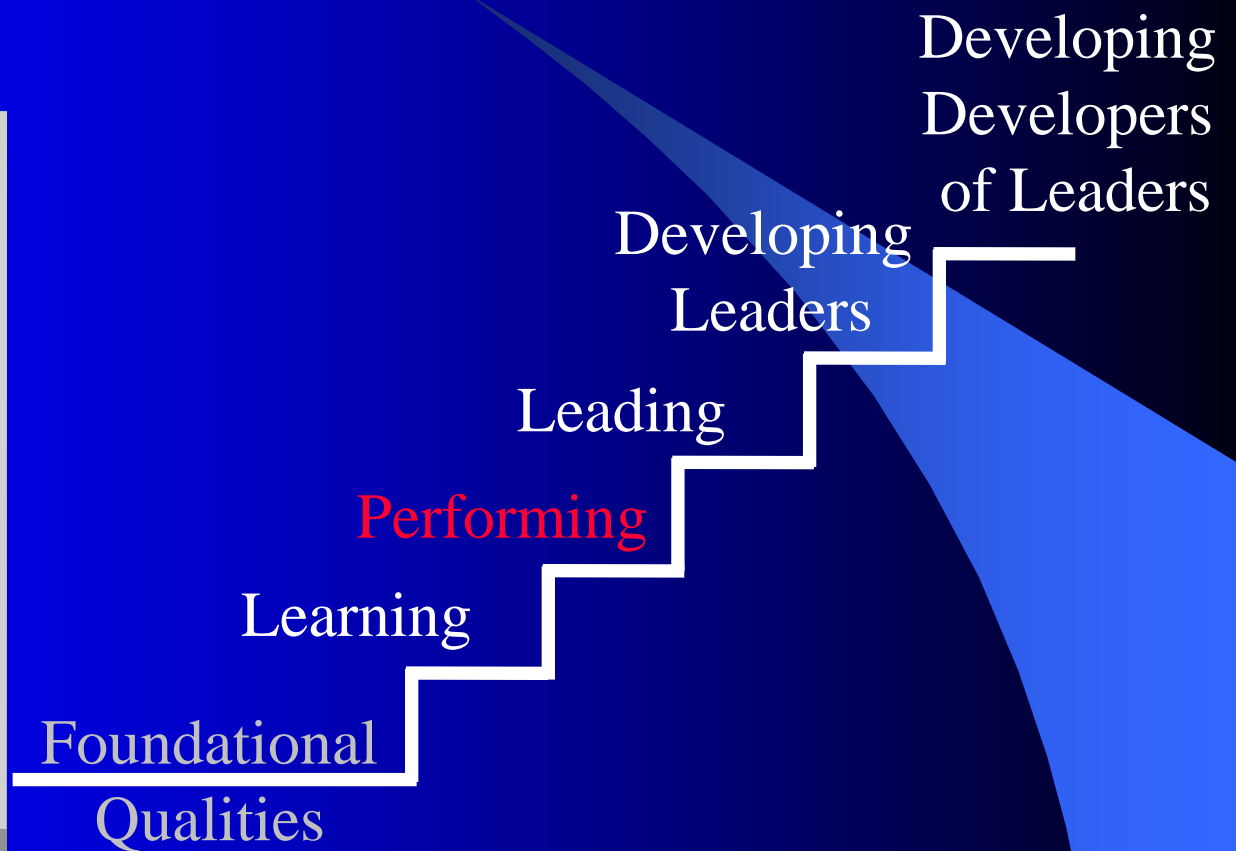 Developing
Developers
of Leaders
Developing
Leaders
Leading
Performing
Learning
Foundational
Qualities